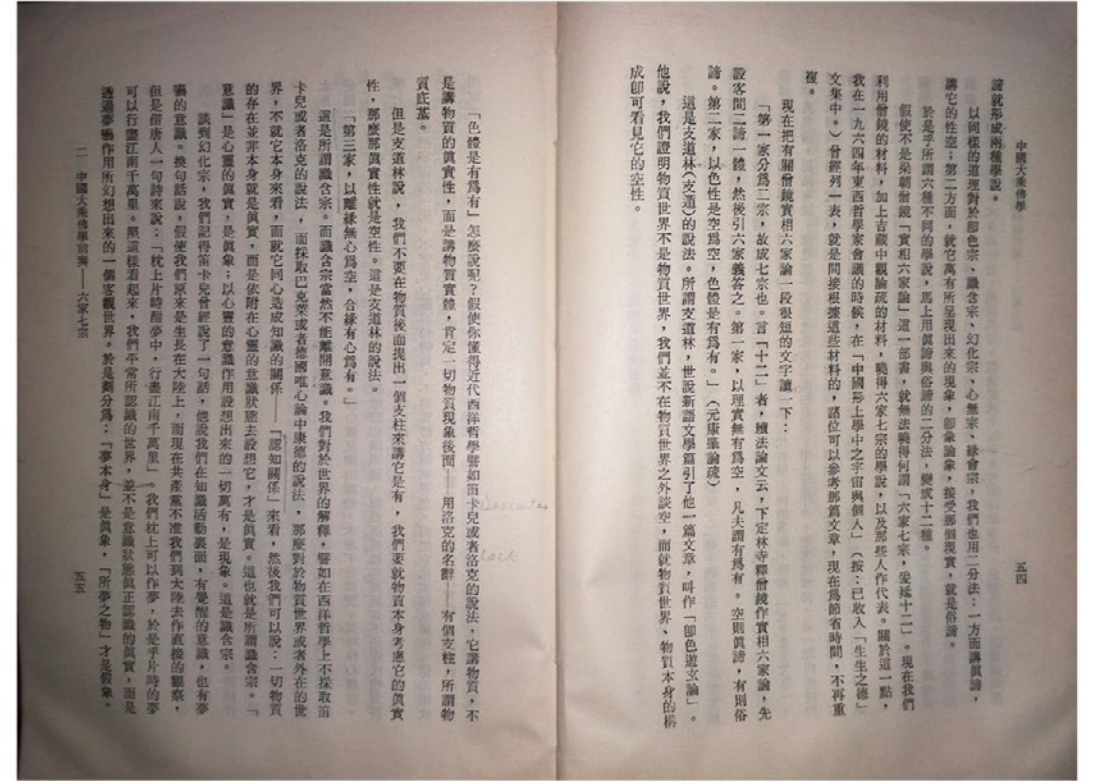 中國大乘佛學
五四
諦就形成兩種學說。
以同樣的道理對於卽色宗、識含宗、幻化宗、心無宗、緣會宗，我們也用二分法：一方面講眞諦，
講它的性空；第二方面，就它萬有所呈現出來的現象，卽象論象，接受那個現實，就是俗諦。
於是乎所謂六種不同的學說，馬上用眞諦與俗諦的二分法，變成十二種。
假使不是梁朝僧鏡「實相六家論」這一部書，就無法曉得何謂「六家七宗，爰延十二」。現在我們
利用僧鏡的材料，加上吉藏中觀論疏的材料，曉得六家七宗的學說，以及那些人作代表。關於這一點，
我在一九六四年東西哲學家會議的時候，在「中國形上學中之宇宙與個人」（按：已收入「生生之德」
文集中。）曾經列一表，就是間接根據這些材料的，諸位可以參考那篇文章，現在爲節省時間，不再重
複。
現在把有關僧鏡實相六家論一段很短的文字讀一下：
「第一家分爲二宗，故成七宗也。言『十二』者，續法論文云，下定林寺釋僧鏡作實相六家論，先
設客問二諦一體，然後引六家義答之。第一家，以理實無有爲空，凡夫謂有爲有。空則眞諦，有則俗
諦。第二家，以色性是空爲空，色體是有爲有。」（元康肇論疏）
這是支道林（支遁）的說法。所謂支道林，世說新語文學篇引了他一篇文章，叫作「卽色遊玄論」。
他說，我們證明物質世界不是物質世界，我們並不在物質世界之外談空，而就物質世界、物質本身的構
成卽可看見它的空性。
「色體是有爲有」怎麼說呢？假使你懂得近代西洋哲學譬如笛卡兒或者洛克的說法，它講物質，不
是講物質的眞實性，而是講物質實體，肯定一切物質現象後面——用洛克的名辭——有個支柱，所謂物
質底基。
但是支道林說，我們不要在物質後面提出一個支柱來講它是有，我們要就物質本身考慮它的眞實
性，那麼那眞實性就是空性。這是支道林的說法。
「第三家，以離緣無心爲空，合緣有心爲有。」
這是所謂識含宗。而識含宗當然不能離開意識。我們對於世界的解釋，譬如在西洋哲學上不採取笛
卡兒或者洛克的說法，而採取巴克萊或者德國唯心論中康德的說法，那麼對於物質世界或者外在的世
界，不就它本身來看，而就它同心造成知識的關係——「認知關係」來看，然後我們可以說：一切物質
的存在並非本身就是眞實，而是依附在心靈的意識狀態去設想它，才是眞實。這也就是所謂識含宗。「
意識」是心靈的眞實，是眞象；以心靈的意識作用設想出來的一切萬有，是現象。這是識含宗。
談到幻化宗，我們記得笛卡兒曾經說了一句話，他說我們在知識活動裏面，有覺醒的意識，也有夢
囈的意識。換句話說，假使我們原來是生長在大陸上，而現在共產黨不准我們到大陸去作直接的觀察，
但是借唐人一句詩來說：「枕上片時酣夢中，行盡江南千萬里」。我們枕上可以作夢，於是乎片時的夢
可以行盡江南千萬里。照這樣看起來，我們平常所認識的世界，並不是意識狀態眞正認識的眞實，而是
透過夢囈作用所幻想出來的一個客觀世界。於是劃分爲：「夢本身」是眞象，「所夢之物」才是假象。
二　中國大乘佛學前奏——六家七宗
五五